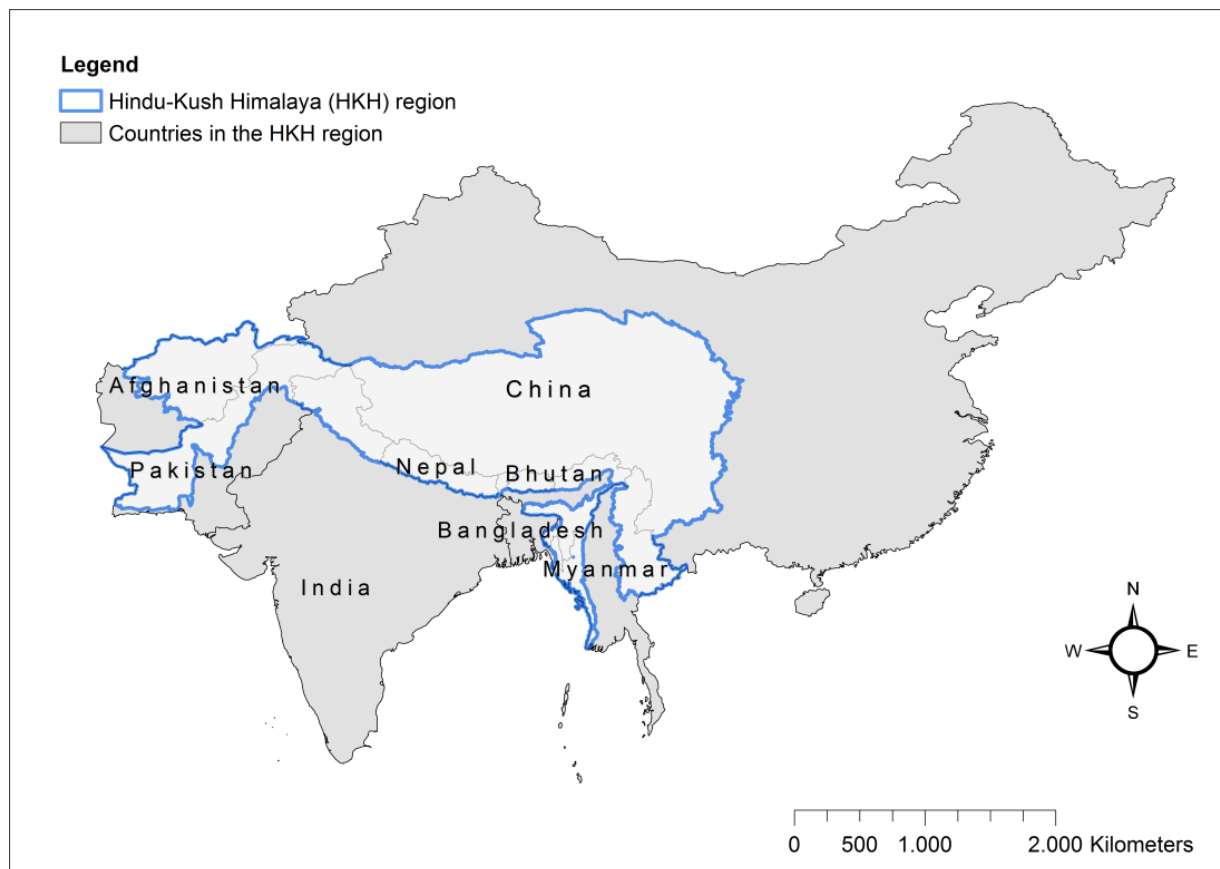 Legend
Hindu-Kush Himalaya (HKH) region
Countries in the HKH region
China
Afghanistan
Pakistan
Nepal
Bhutan
Bangladesh
Myanmar
India
N
W
E
S
0 500 1.000 2.000 Kilometers